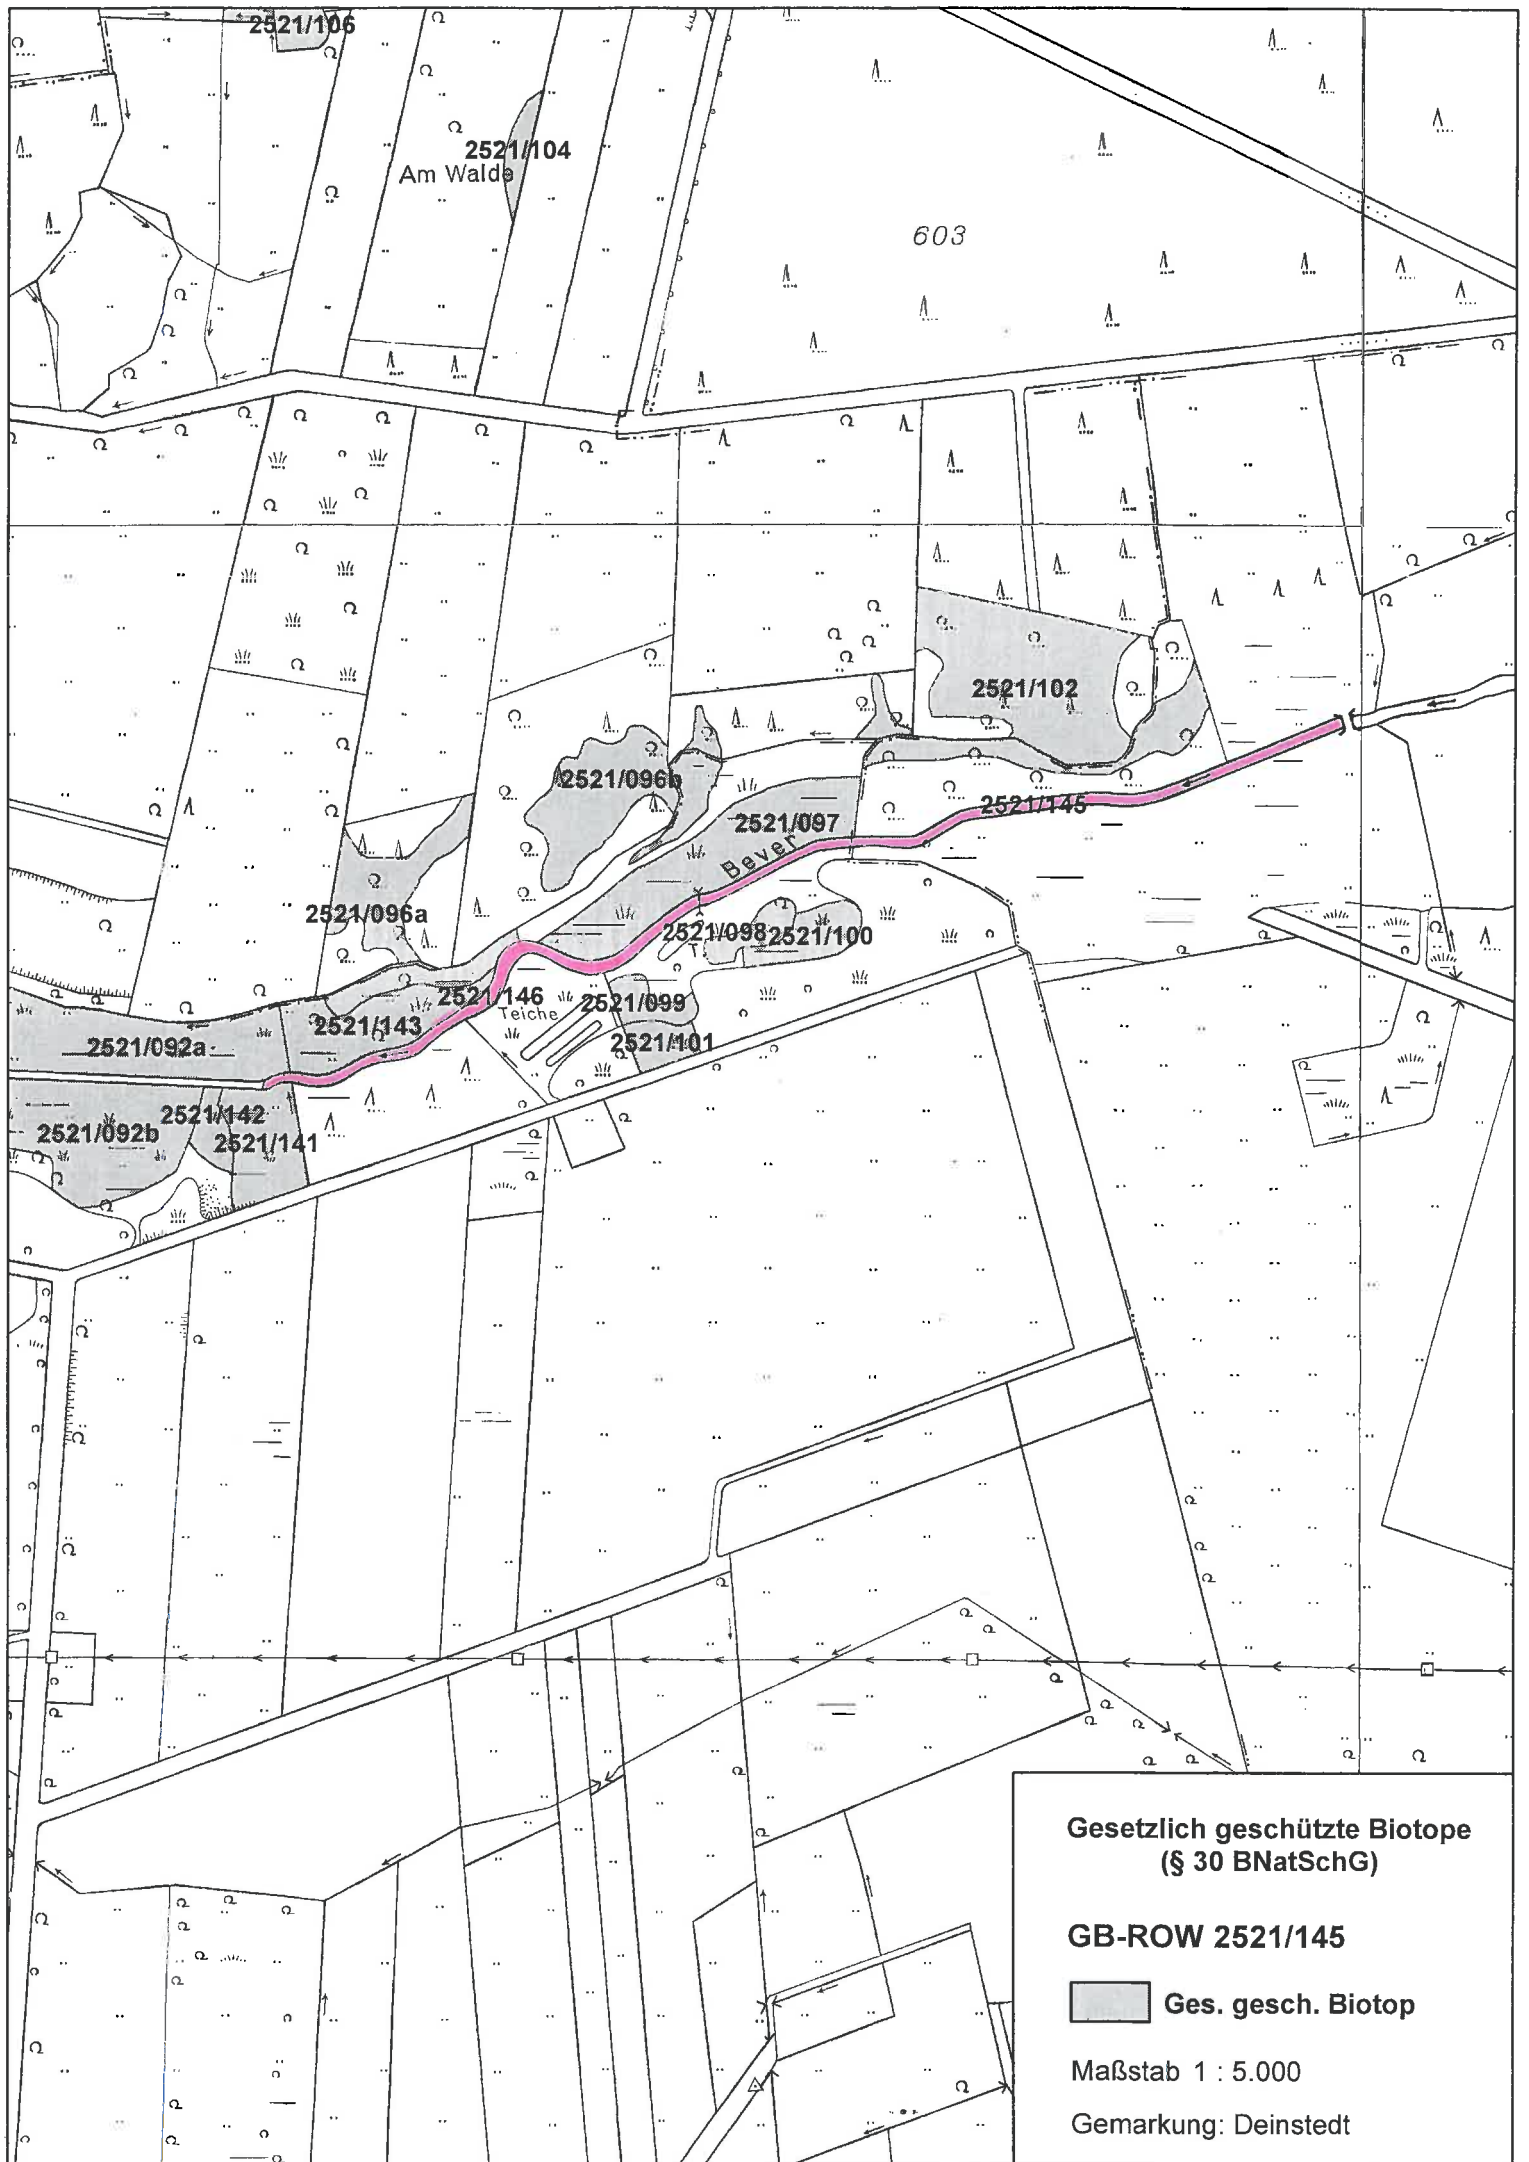 2521/106
2521/104
Am Walde
603
2521/102
2521/096b
2521/145
2521/097
Bever
2521/096a
2521/098
2521/100
2521/146
2521/099
Teiche
2521/143
2521/101
2521/092a
2521/142
2521/092b
2521/141
Gesetzlich geschützte Biotope
(§ 30 BNatSchG)
GB-ROW 2521/145
Ges. gesch. Biotop
Maßstab 1 : 5.000
Gemarkung: Deinstedt